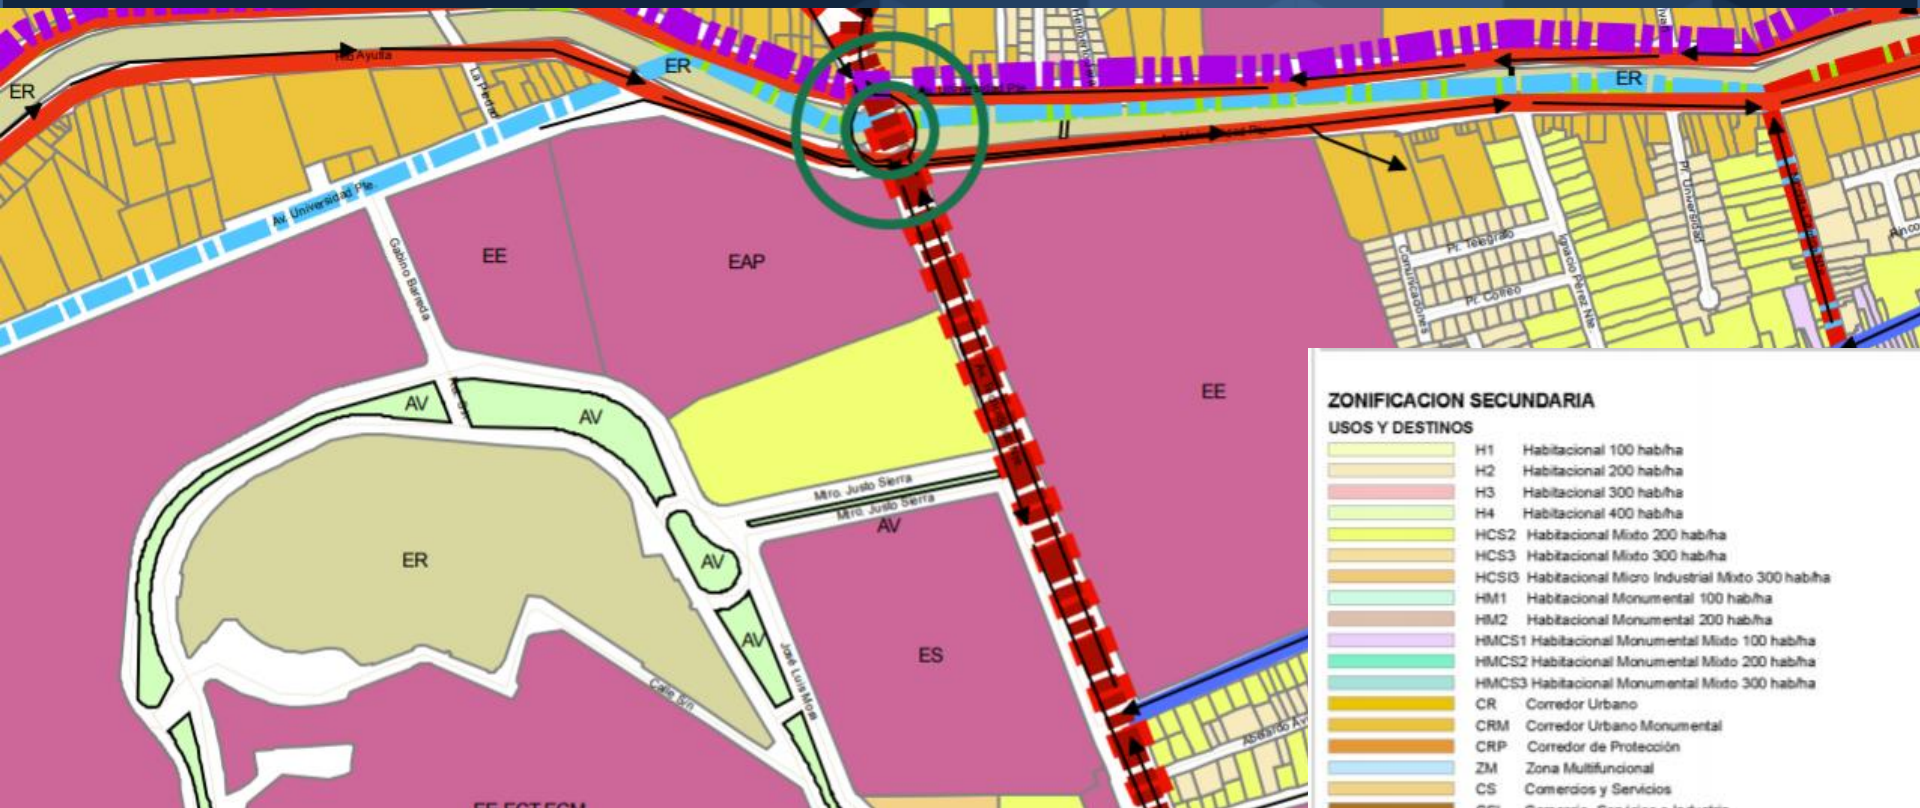 Río Ayutla
ER
ER
La Piedad
ER
Av. Universidad Pte.
Gabino Barreda
EE
EAP
Pr. Telegrafo
Pr. Correo
Comunicaciones
Ignacio Pérez Nte.
Pr. Universidad
EE
AV
AV
Mtro. Justo Sierra
Mtro. Justo Sierra
AV
ER
AV
AV
José Luis Mora
ES
Calle S/n
ZONIFICACION SECUNDARIA
USOS Y DESTINOS
H1 Habitacional 100 hab/ha
H2 Habitacional 200 hab/ha
H3 Habitacional 300 hab/ha
H4 Habitacional 400 hab/ha
HCS2 Habitacional Mixto 200 hab/ha
HCS3 Habitacional Mixto 300 hab/ha
HCSI3 Habitacional Micro Industrial Mixto 300 hab/ha
HM1 Habitacional Monumental 100 hab/ha
HM2 Habitacional Monumental 200 hab/ha
HMCS1 Habitacional Monumental Mixto 100 hab/ha
HMCS2 Habitacional Monumental Mixto 200 hab/ha
HMCS3 Habitacional Monumental Mixto 300 hab/ha
CR Corredor Urbano
CRM Corredor Urbano Monumental
CRP Corredor de Protección
ZM Zona Multifuncional
CS Comercios y Servicios